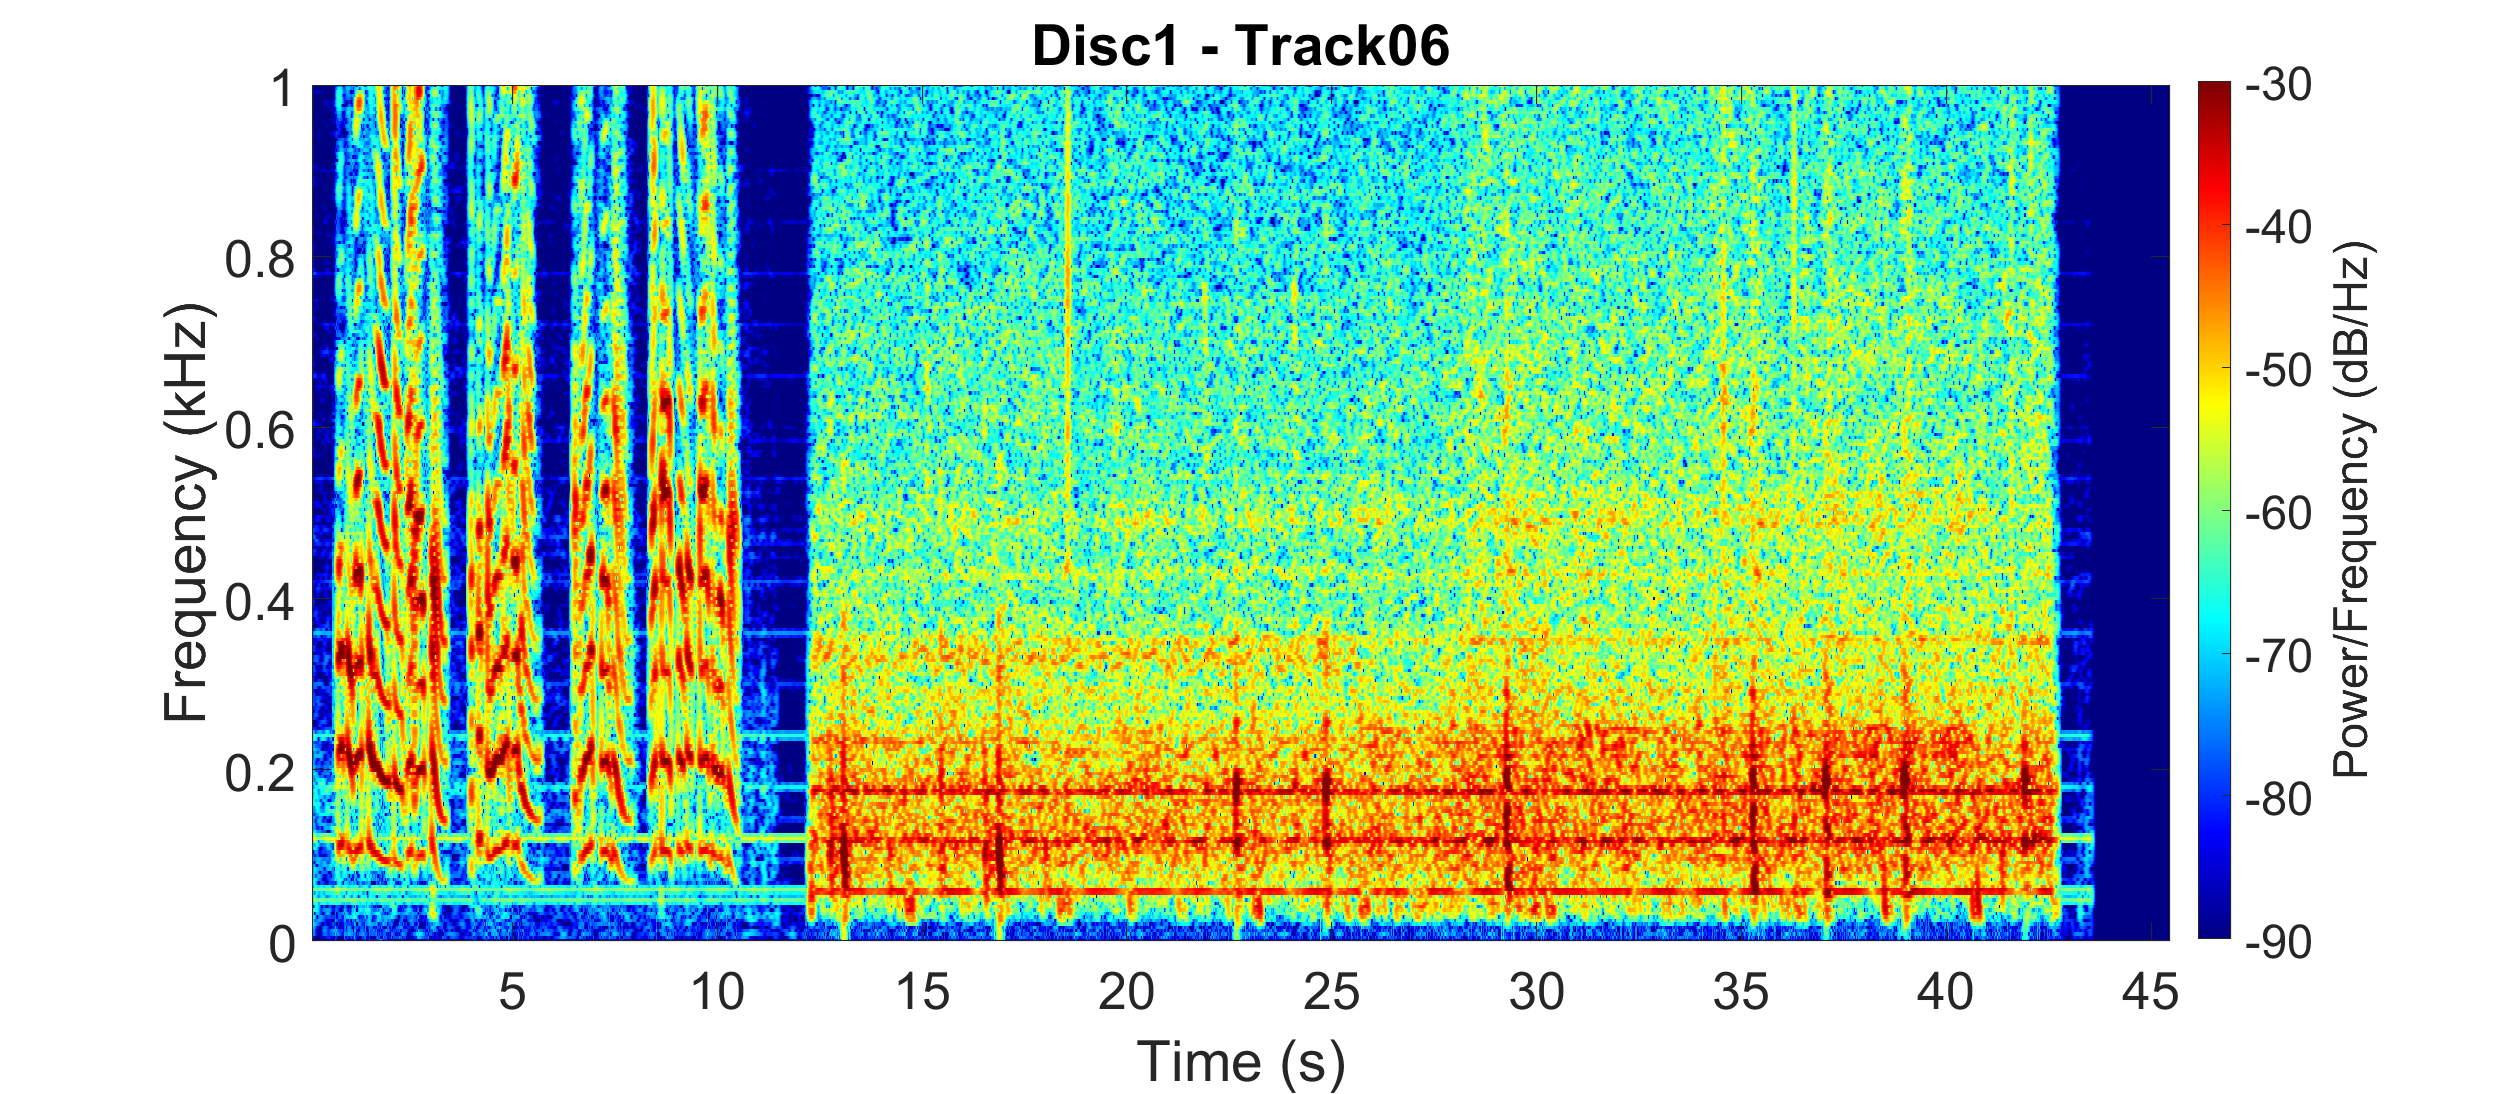 Disc1 - Track06
1
0.8
0.6
0.4
0.2
0
Frequency (kHz)
5 10 15 20 25 30 35 40 45
Time (s)
-30
-40
-50
-60
-70
-80
-90
Power/Frequency (dB/Hz)